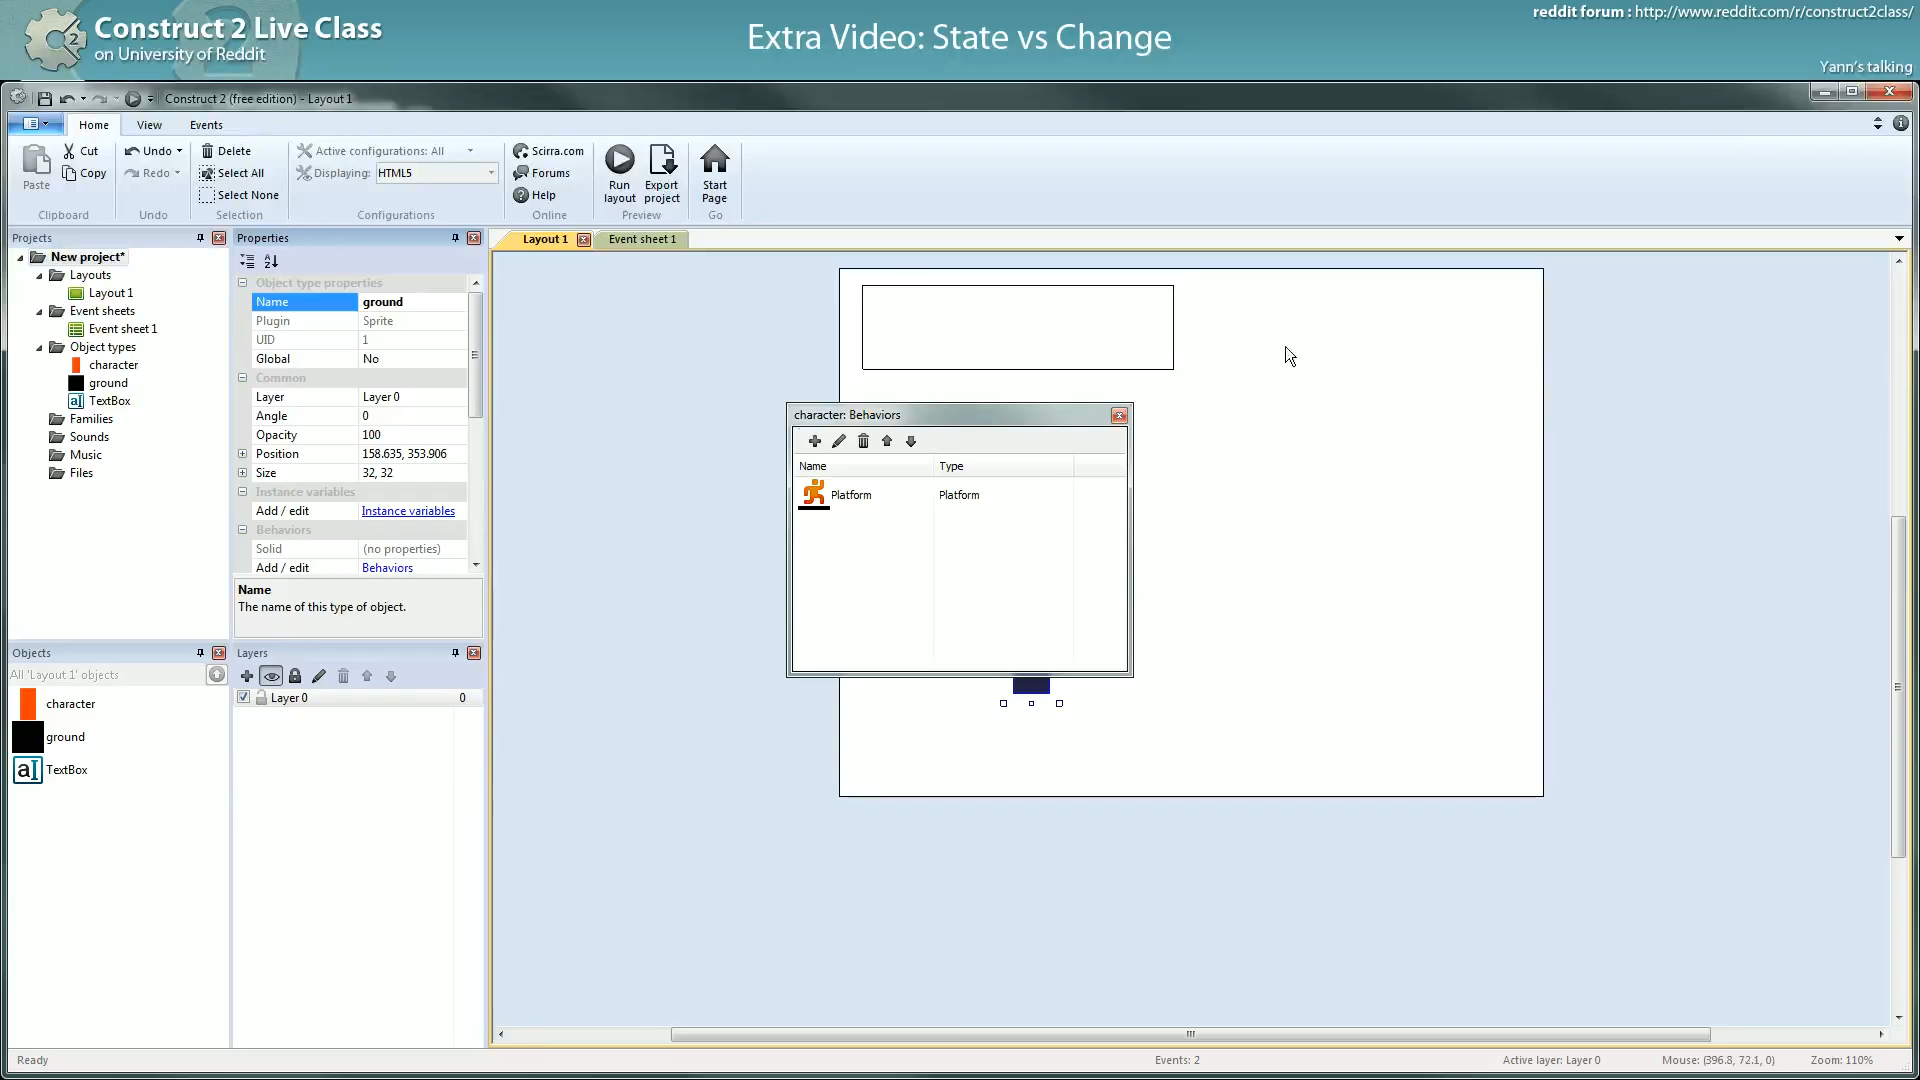 Construct 2 Live Class
on University of Reddit
Extra Video: State vs Change
reddit forum : http://www.reddit.com/r/construct2class/
Yann's talking
Construct 2 (free edition) - Layout 1
Home View Events
Paste
Cut
Copy
Clipboard
Undo
Redo
Undo
Delete
Select All
Select None
Selection
Active configurations: All
Displaying: HTML5
Configurations
Scirra.com
Forums
Help
Online
Run layout
Export project
Preview
Start Page
Go
Projects
New project*
Layouts
Layout 1
Event sheets
Event sheet 1
Object types
character
ground
TextBox
Families
Sounds
Music
Files
Properties
Object type properties
Name ground
Plugin Sprite
UID 1
Global No
Common
Layer Layer 0
Angle 0
Opacity 100
Position 158.635, 353.906
Size 32, 32
Instance variables
Add / edit Instance variables
Behaviors
Solid (no properties)
Add / edit Behaviors
Name
The name of this type of object.
Objects
All 'Layout 1' objects
character
ground
TextBox
Layers
Layer 0 0
Layout 1 Event sheet 1
character: Behaviors
Name Type
Platform Platform
Ready
Events: 2
Active layer: Layer 0
Mouse: (396.8, 72.1, 0)
Zoom: 110%